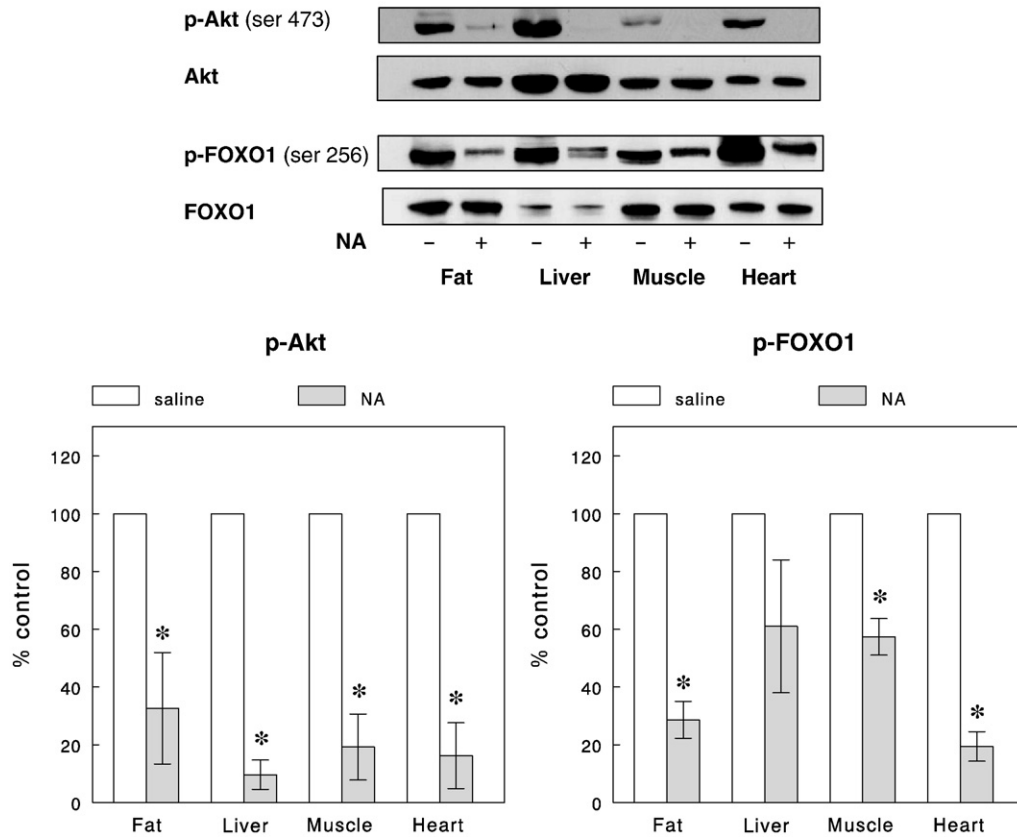 p-Akt (ser 473)
Akt
p-FOXO1 (ser 256)
FOXO1
NA − + − + − + − +
Fat Liver Muscle Heart
p-Akt
saline NA
% control
120
100
80
60
40
20
0
* * * *
Fat Liver Muscle Heart
p-FOXO1
saline NA
% control
120
100
80
60
40
20
0
* * *
Fat Liver Muscle Heart